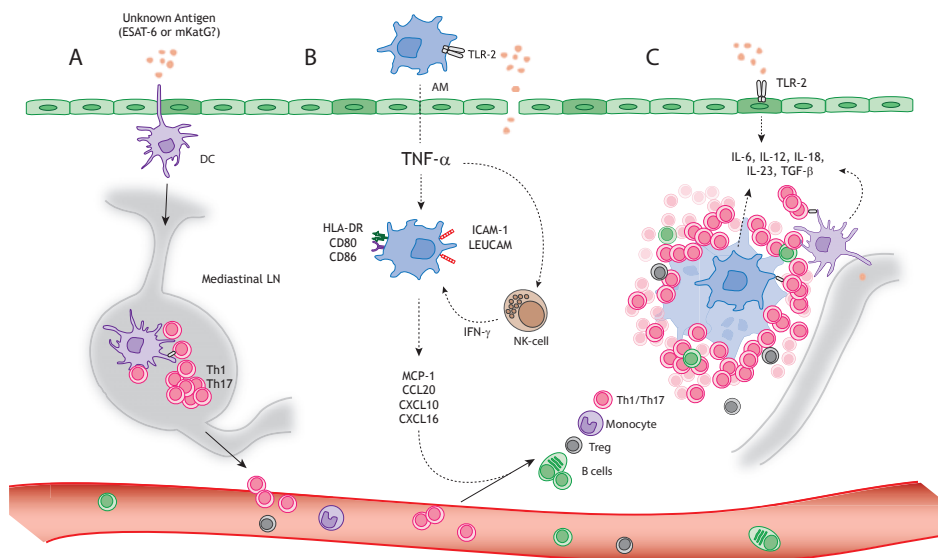 Unknown Antigen
(ESAT-6 or mKatG?)
A
B
C
TLR-2
AM
TLR-2
DC
TNF-α
IL-6, IL-12, IL-18,
IL-23, TGF-β
HLA-DR
CD80
CD86
ICAM-1
LEUCAM
Mediastinal LN
IFN-γ
NK-cell
Th1
Th17
MCP-1
CCL20
CXCL10
CXCL16
Th1/Th17
Monocyte
Treg
B cells